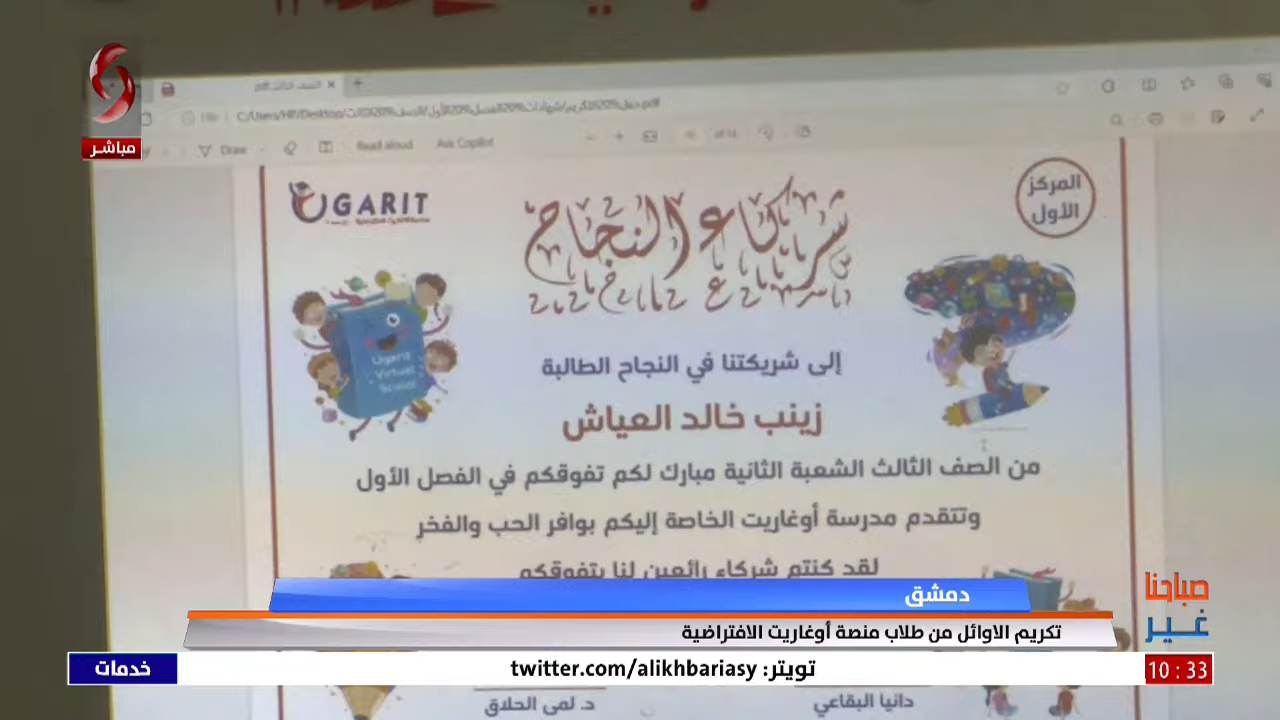 مباشر
Draw
Read aloud
Ask Copilot
UGARIT
شركاء النجاح
المركز
الأول
Ugarit
Virtual
School
إلى شريكتنا في النجاح الطالبة
زينب خالد العياش
من الصف الثالث الشعبة الثانية مبارك لكم تفوقكم في الفصل الأول
وتتقدم مدرسة أوغاريت الخاصة إليكم بوافر الحب والفخر
لقد كنتم شركاء رائعين لنا بتفوقكم
دمشق
تكريم الاوائل من طلاب منصة أوغاريت الافتراضية
صباحنا
غير
خدمات
تويتر: twitter.com/alikhbariasy
10:33
دانيا البقاعي
د. لمى الحلاق